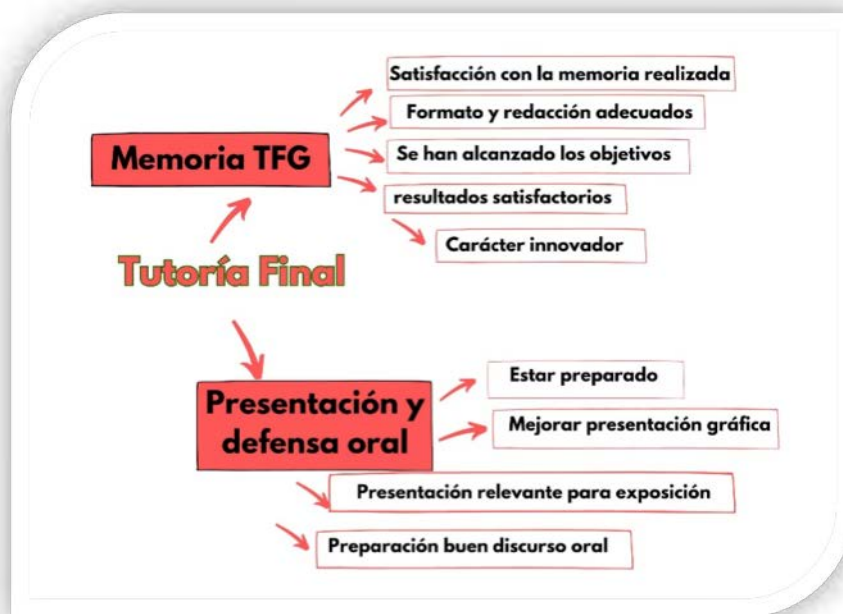 Satisfacción con la memoria realizada
Formato y redacción adecuados
Memoria TFG
Se han alcanzado los objetivos
resultados satisfactorios
Carácter innovador
Tutoría Final
Estar preparado
Presentación y
defensa oral
Mejorar presentación gráfica
Presentación relevante para exposición
Preparación buen discurso oral